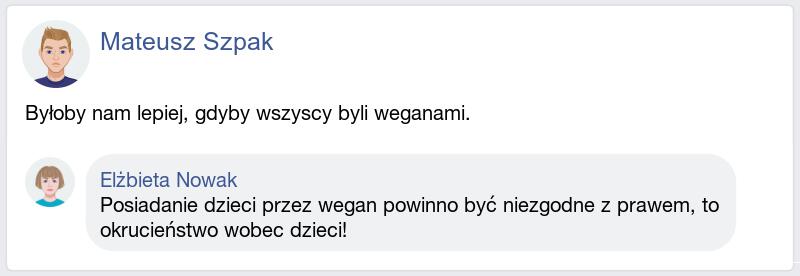 Mateusz Szpak
Byłoby nam lepiej, gdyby wszyscy byli weganami.
Elżbieta Nowak
Posiadanie dzieci przez wegan powinno być niezgodne z prawem, to
okrucieństwo wobec dzieci!